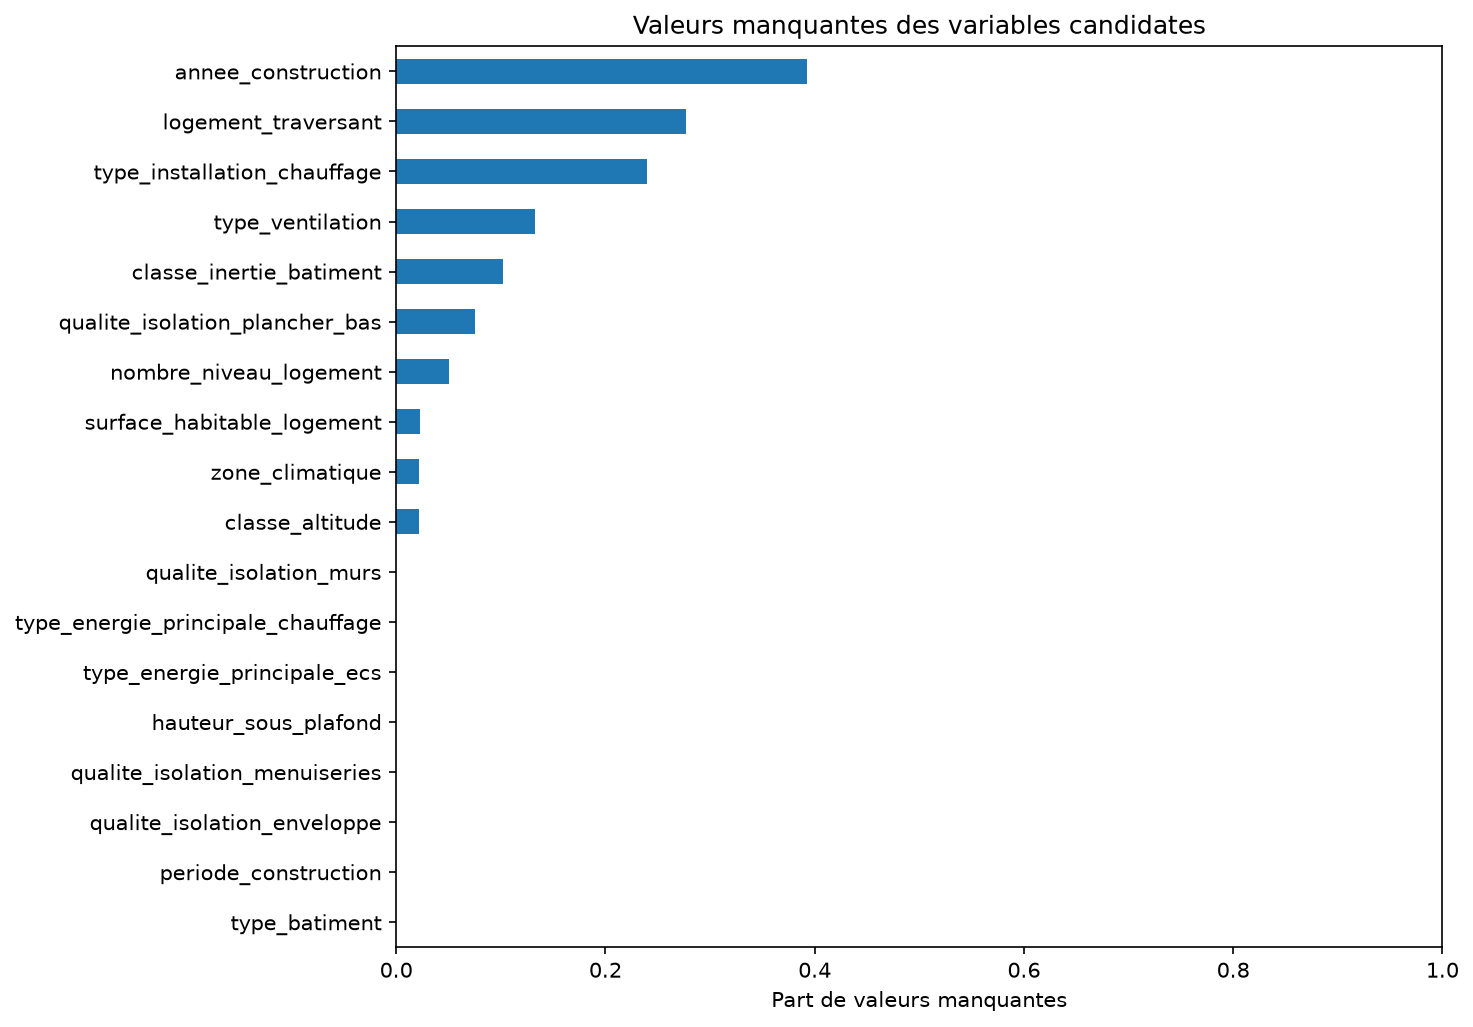 Valeurs manquantes des variables candidates
annee_construction
logement_traversant
type_installation_chauffage
type_ventilation
classe_inertie_batiment
qualite_isolation_plancher_bas
nombre_niveau_logement
surface_habitable_logement
zone_climatique
classe_altitude
qualite_isolation_murs
type_energie_principale_chauffage
type_energie_principale_ecs
hauteur_sous_plafond
qualite_isolation_menuiseries
qualite_isolation_enveloppe
periode_construction
type_batiment
0.0 0.2 0.4 0.6 0.8 1.0
Part de valeurs manquantes